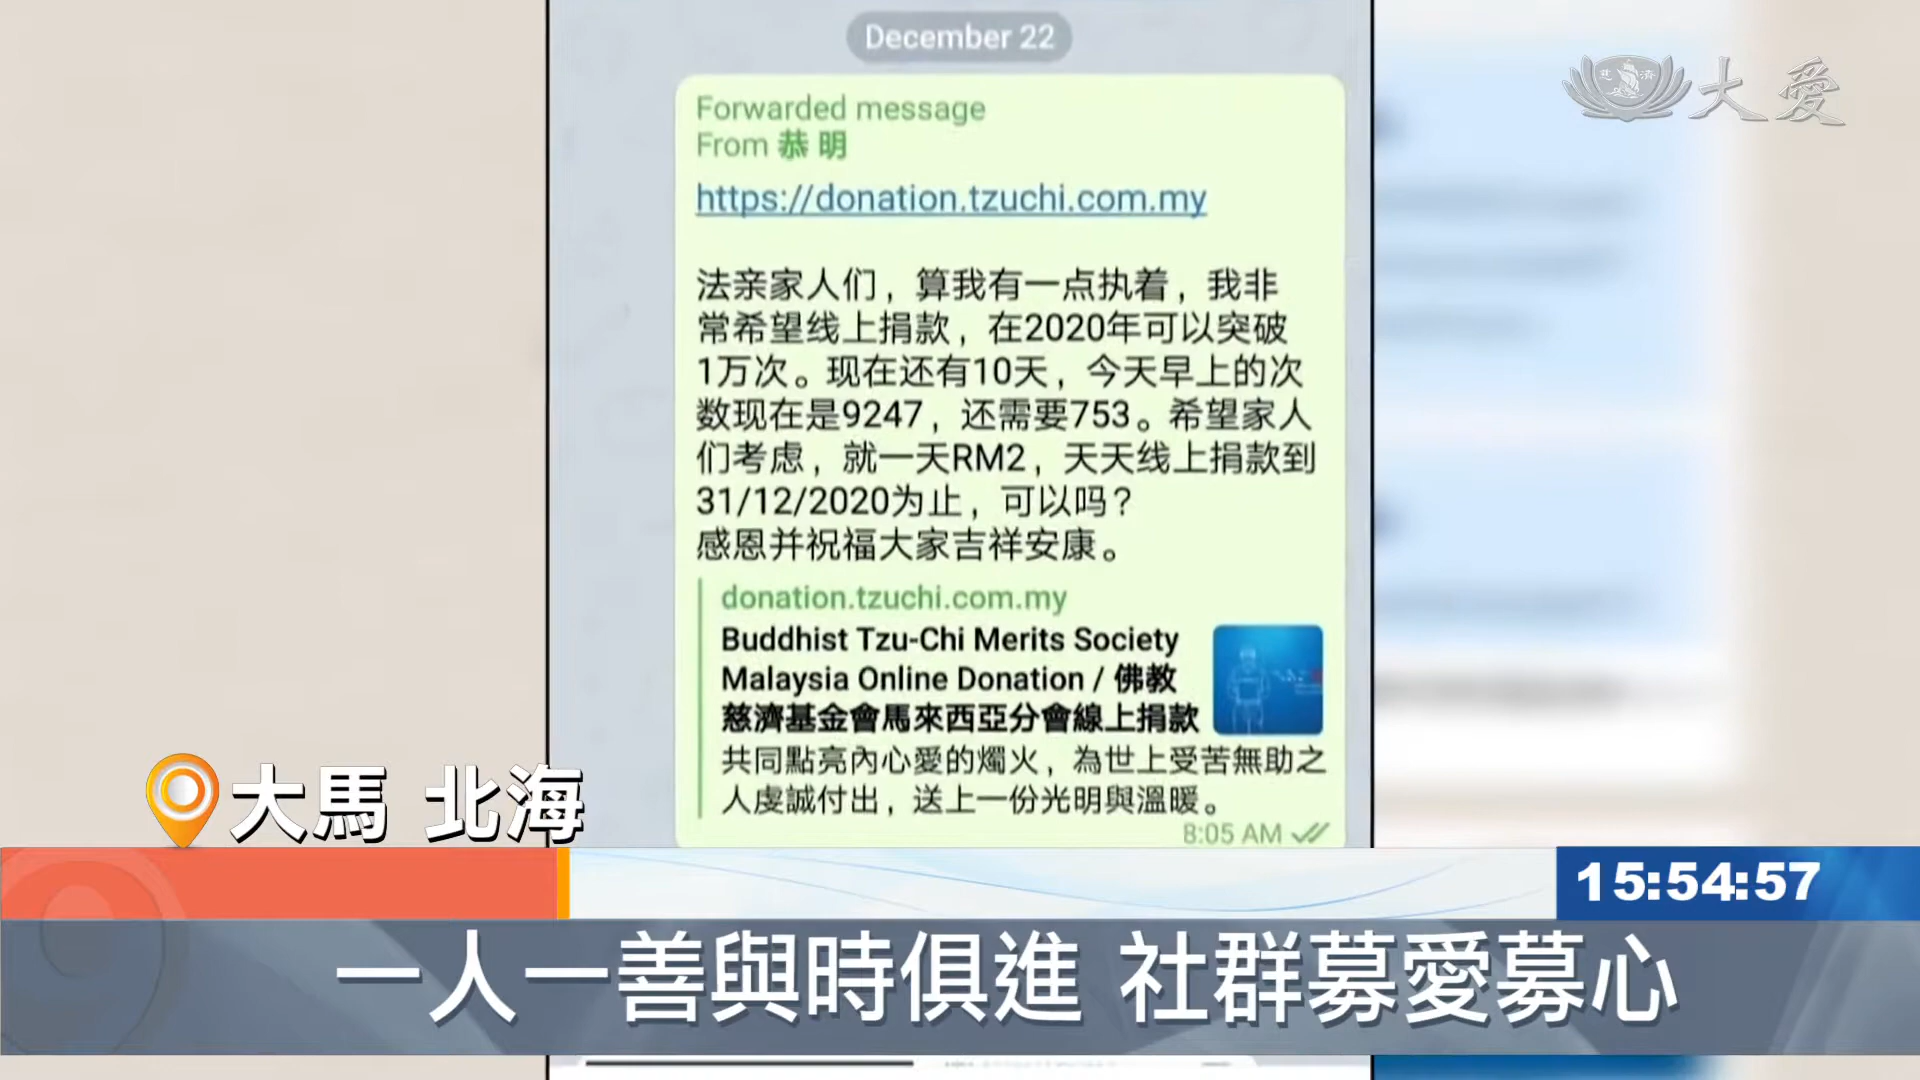 December 22
大愛
Forwarded message
From 恭 明
https://donation.tzuchi.com.my
法亲家人们，算我有一点执着，我非
常希望线上捐款，在2020年可以突破
1万次。现在还有10天，今天早上的次
数现在是9247，还需要753。希望家人
们考虑，就一天RM2，天天线上捐款到
31/12/2020为止，可以吗？
感恩并祝福大家吉祥安康。
donation.tzuchi.com.my
Buddhist Tzu-Chi Merits Society
Malaysia Online Donation / 佛教
慈濟基金會馬來西亞分會線上捐款
共同點亮內心愛的燭火，為世上受苦無助之
人虔誠付出，送上一份光明與溫暖。
8:05 AM
大馬 北海
15:54:57
一人一善與時俱進 社群募愛募心